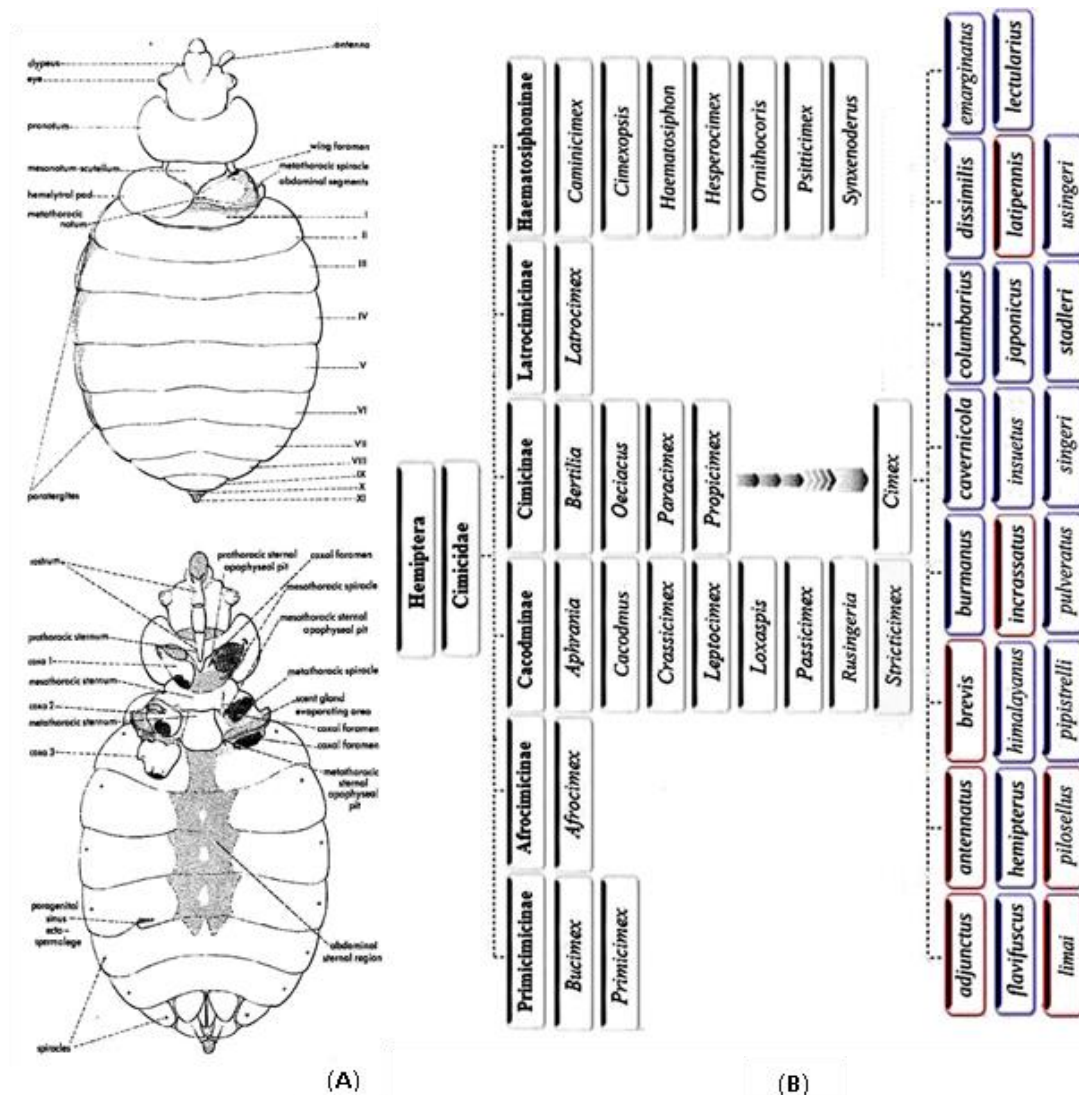 clypeus
eye
pronotum
mesonotum-scutellum
hemelytral pad
metathoracic
notum
antenna
wing foramen
metathoracic spiracle
abdominal segments
I
II
III
IV
V
VI
VII
VIII
IX
X
XI
paratergites
rostrum
prothoracic sternal
apophyseal pit
coxal foramen
mesothoracic spiracle
mesothoracic sternal
apophyseal pit
prothoracic sternum
coxa 1
mesothoracic sternum
coxa 2
metathoracic sternum
coxa 3
metathoracic spiracle
scent gland
evaporating area
coxal foramen
coxal foramen
metathoracic
sternal
apophyseal
pit
paragenital
sinus
ecto-
spermalege
abdominal
sternal region
spiracles
(A)
Hemiptera
Cimicidae
Primicicinae
Bucimex
Primicimex
Afrocimicinae
Afrocimex
Cacodminae
Aphrania
Cacodmus
Crassicimex
Leptocimex
Loxaspis
Passicimex
Rusingeria
Stricticimex
Cimicinae
Bertilia
Oeciacus
Paracimex
Propicimex
Cimex
Latrocimicinae
Latrocimex
Haematosiphoninae
Caminicimex
Cimexopsis
Haematosiphon
Hesperocimex
Ornithocoris
Psitticimex
Synxenoderus
adjunctus
antennatus
brevis
burmanus
cavernicola
columbarius
dissimilis
emarginatus
flavifuscus
hemipterus
himalayanus
incrassatus
insuetus
japonicus
latipennis
lectularius
limai
pilosellus
pipistrelli
pulveratus
singeri
stadleri
usingeri
(B)